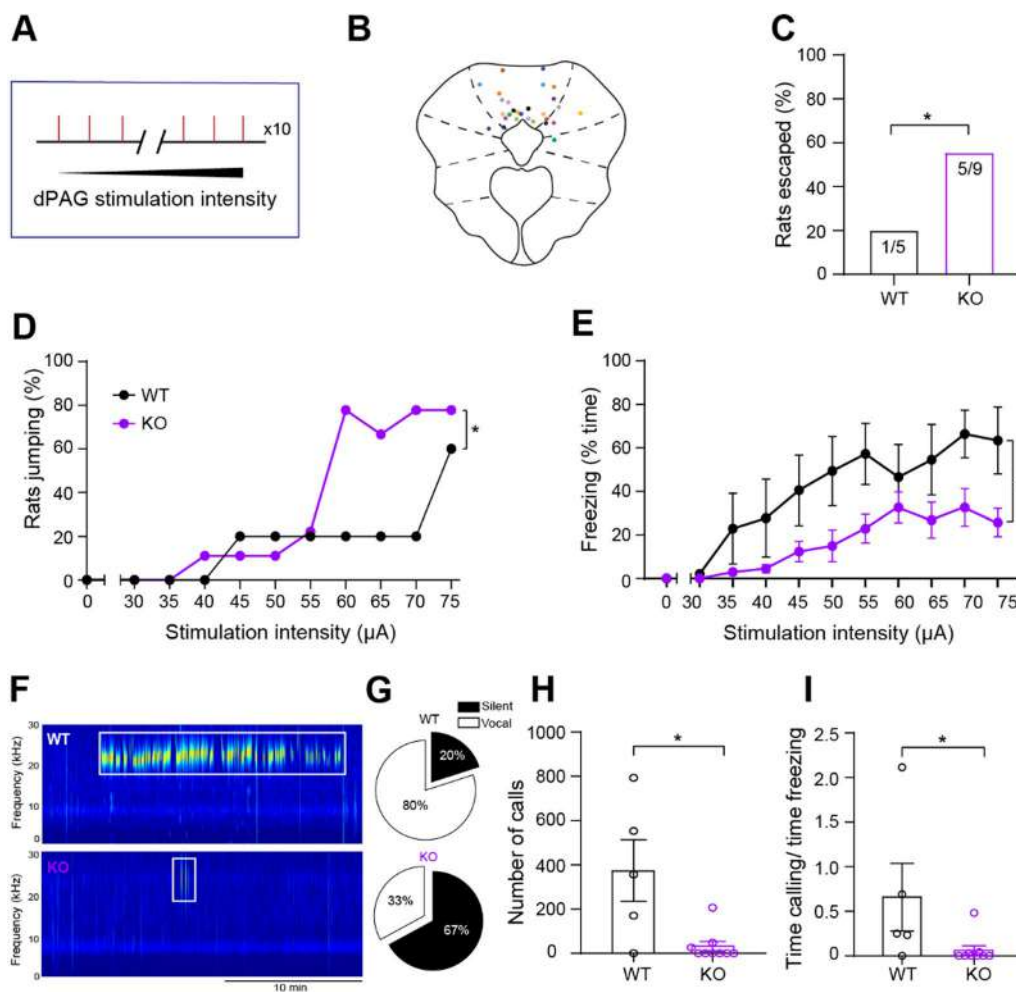 A
x10
dPAG stimulation intensity
B
C
Rats escaped (%)
100
80
60
40
20
0
*
1/5
5/9
WT
KO
D
Rats jumping (%)
100
80
60
40
20
0
WT
KO
*
0 30 35 40 45 50 55 60 65 70 75
Stimulation intensity (µA)
E
Freezing (% time)
100
80
60
40
20
0
0 30 35 40 45 50 55 60 65 70 75
Stimulation intensity (µA)
F
Frequency (kHz)
30
20
10
0
WT
Frequency (kHz)
30
20
10
0
KO
10 min
G
Silent
Vocal
WT
20%
80%
KO
33%
67%
H
Number of calls
1000
800
600
400
200
0
*
WT
KO
I
Time calling/ time freezing
2.5
2.0
1.5
1.0
0.5
0.0
*
WT
KO